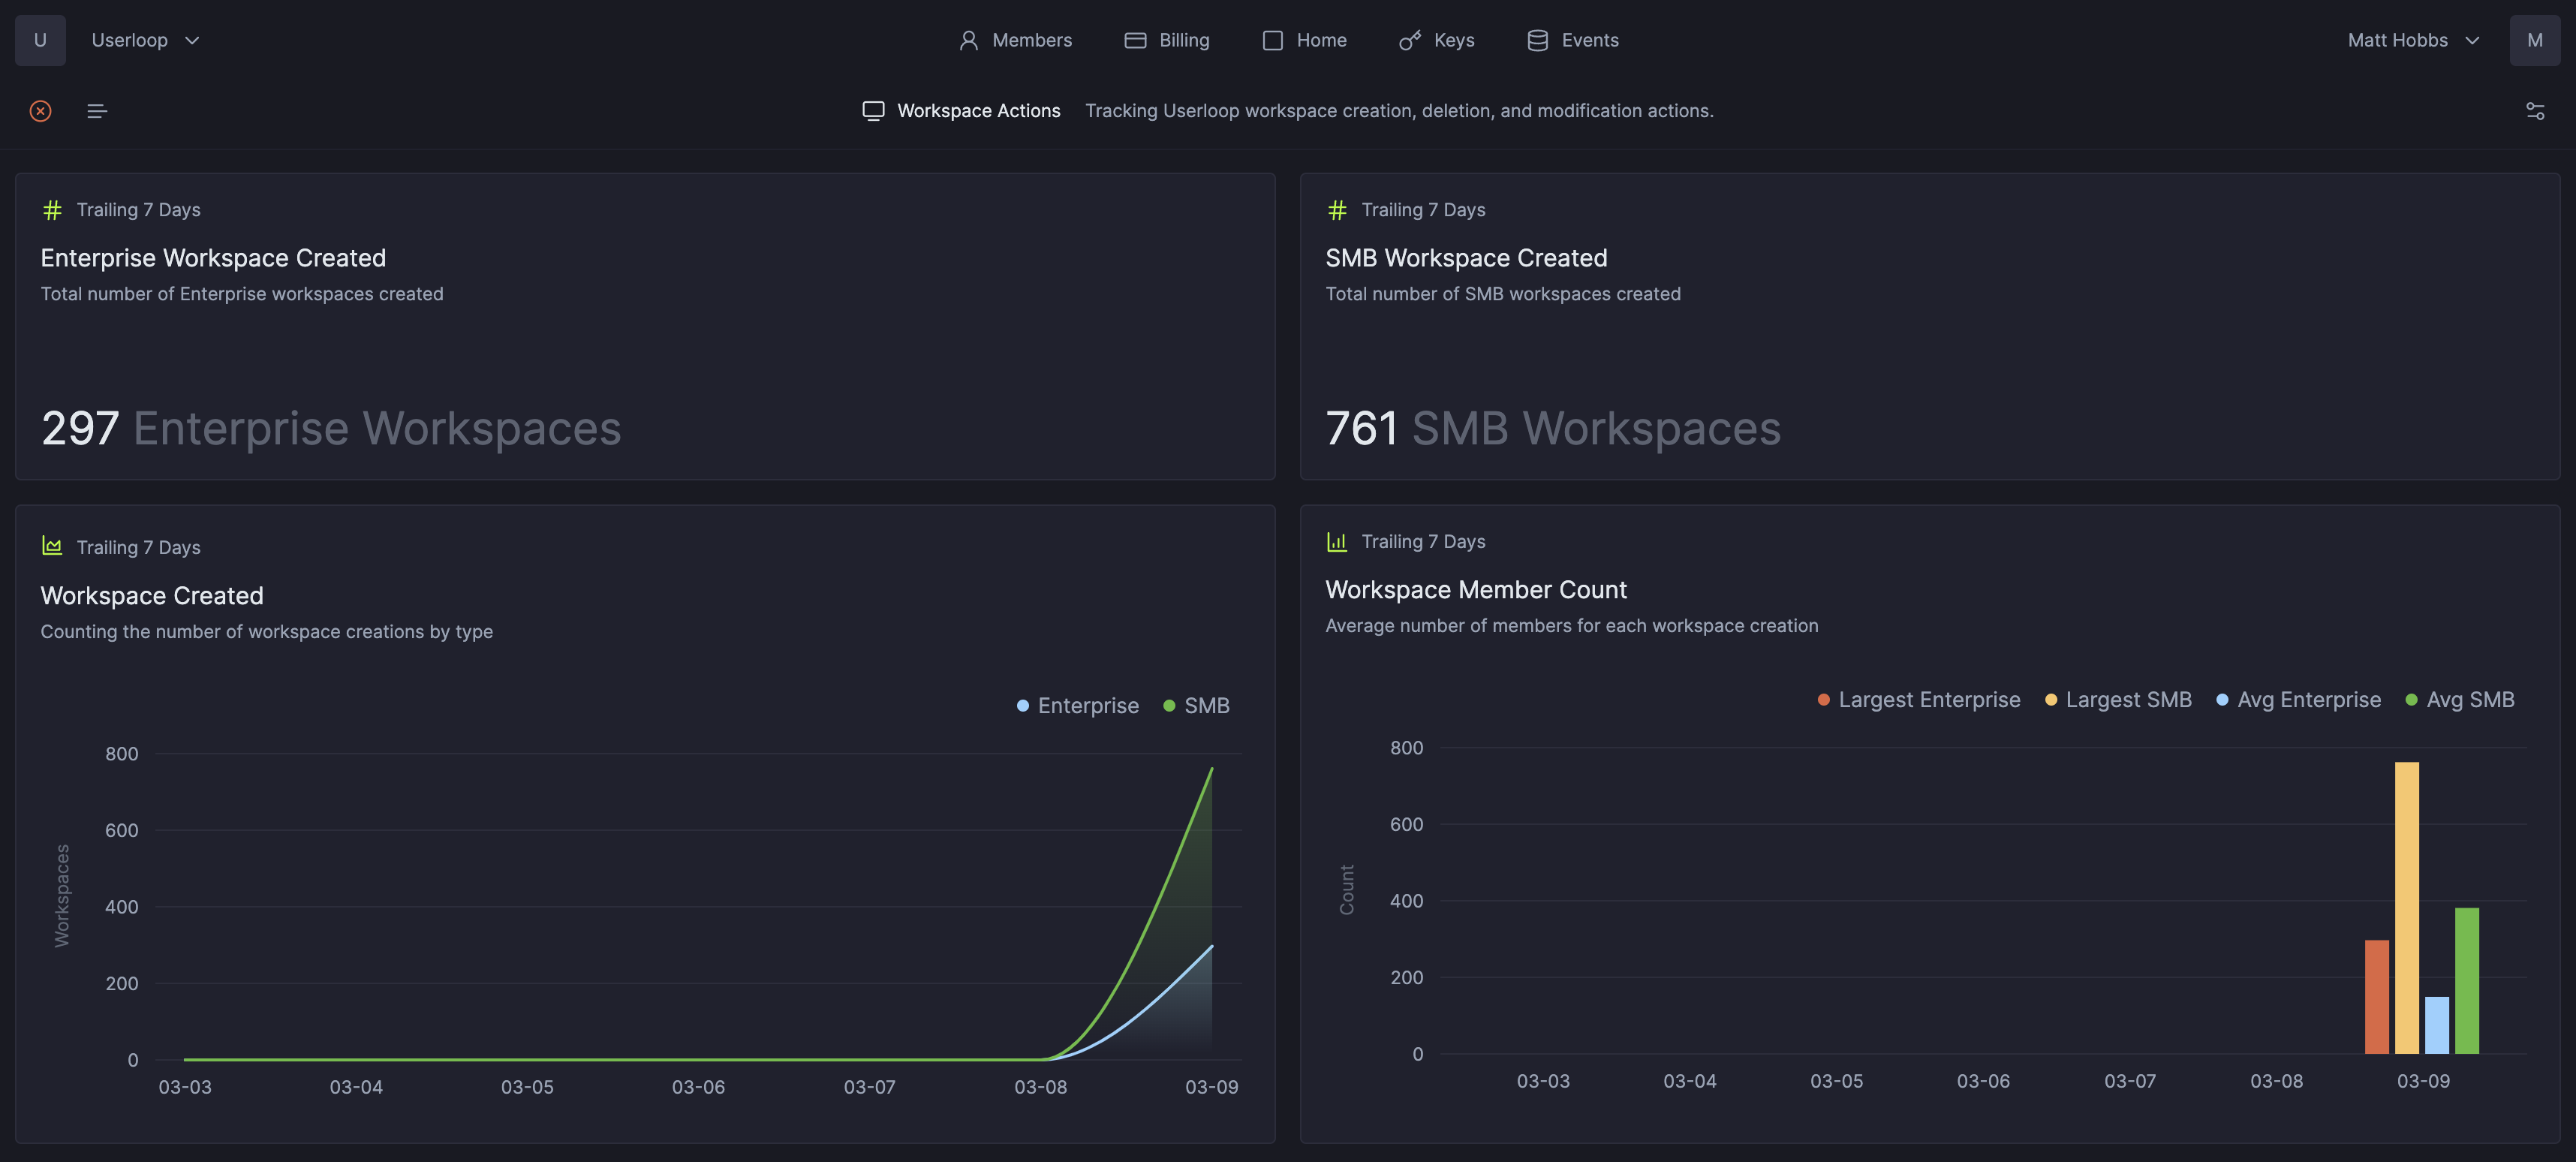 U Userloop Members Billing Home Keys Events Matt Hobbs M
Workspace Actions Tracking Userloop workspace creation, deletion, and modification actions.
Trailing 7 Days
Enterprise Workspace Created
Total number of Enterprise workspaces created
297 Enterprise Workspaces
Trailing 7 Days
SMB Workspace Created
Total number of SMB workspaces created
761 SMB Workspaces
Trailing 7 Days
Workspace Created
Counting the number of workspace creations by type
Enterprise SMB
Workspaces
800
600
400
200
0
03-03 03-04 03-05 03-06 03-07 03-08 03-09
Trailing 7 Days
Workspace Member Count
Average number of members for each workspace creation
Largest Enterprise Largest SMB Avg Enterprise Avg SMB
Count
800
600
400
200
0
03-03 03-04 03-05 03-06 03-07 03-08 03-09